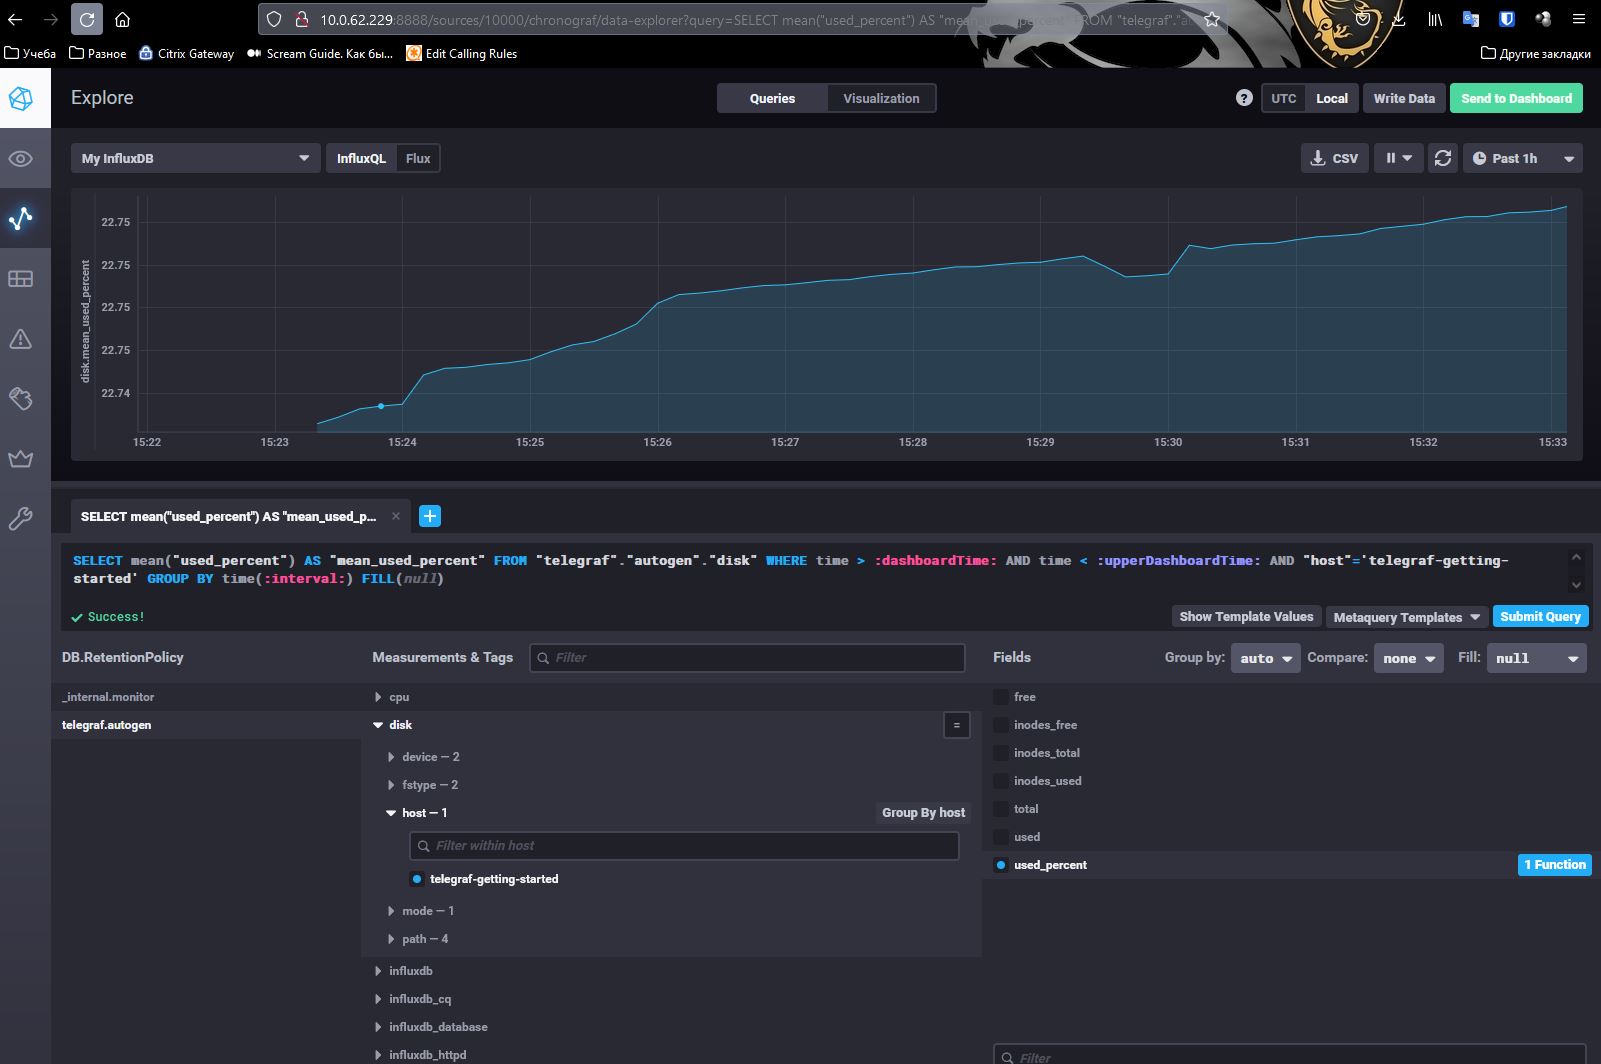 10.0.62.229:8888/sources/10000/chronograf/data-explorer?query=SELECT mean("used_percent") AS "mean_used_percent" FROM "telegraf"."au
Учеба Разное Citrix Gateway Scream Guide. Как бы... Edit Calling Rules Другие закладки
Explore Queries Visualization ? UTC Local Write Data Send to Dashboard
My InfluxDB InfluxQL Flux CSV Past 1h
disk.mean_used_percent
22.75
22.75
22.75
22.75
22.74
15:22 15:23 15:24 15:25 15:26 15:27 15:28 15:29 15:30 15:31 15:32 15:33
SELECT mean("used_percent") AS "mean_used_p... × +
SELECT mean("used_percent") AS "mean_used_percent" FROM "telegraf"."autogen"."disk" WHERE time > :dashboardTime: AND time < :upperDashboardTime: AND "host"='telegraf-getting-
started' GROUP BY time(:interval:) FILL(null)
Success! Show Template Values Metaquery Templates Submit Query
DB.RetentionPolicy Measurements & Tags Filter Fields Group by: auto Compare: none Fill: null
_internal.monitor cpu free
telegraf.autogen disk = inodes_free
device — 2 inodes_total
fstype — 2 inodes_used
host — 1 Group By host total
Filter within host used
used_percent 1 Function
telegraf-getting-started
mode — 1
path — 4
influxdb
influxdb_cq
influxdb_database
influxdb_httpd Filter